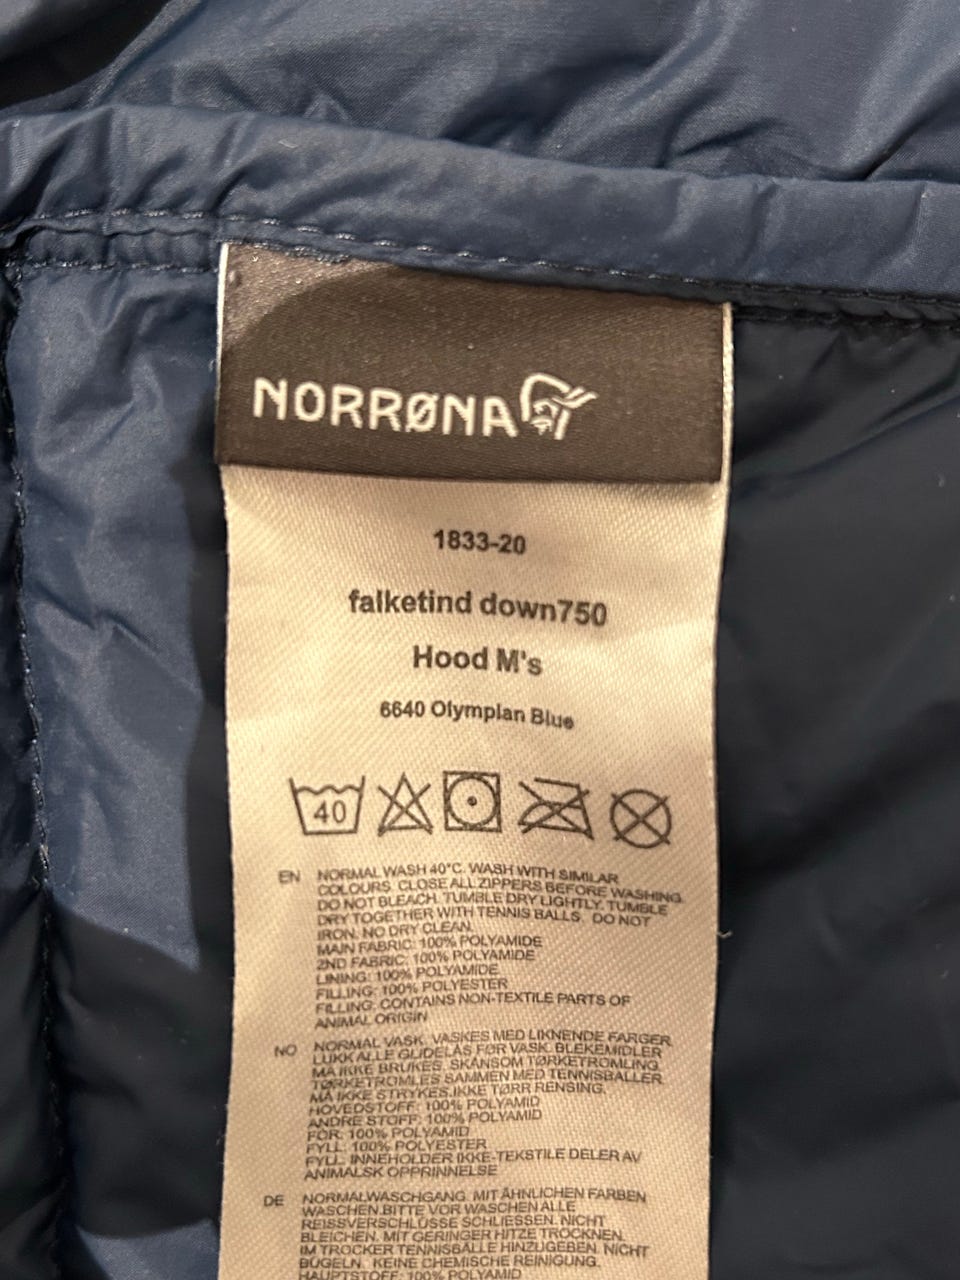 NORRØNA
1833-20
falketind down750
Hood M's
6640 Olympian Blue
40
EN NORMAL WASH 40°C. WASH WITH SIMILAR
COLOURS. CLOSE ALL ZIPPERS BEFORE WASHING.
DO NOT BLEACH. TUMBLE DRY LIGHTLY. TUMBLE
DRY TOGETHER WITH TENNIS BALLS. DO NOT
IRON. NO DRY CLEAN.
MAIN FABRIC: 100% POLYAMIDE
2ND FABRIC: 100% POLYAMIDE
LINING: 100% POLYAMIDE
FILLING: 100% POLYESTER
FILLING: CONTAINS NON-TEXTILE PARTS OF
ANIMAL ORIGIN
NO NORMAL VASK. VASKES MED LIKNENDE FARGER.
LUKK ALLE GLIDELÅS FØR VASK. BLEKEMIDLER
MÅ IKKE BRUKES. SKÅNSOM TØRKETROMLING.
TØRKETROMLES SAMMEN MED TENNISBALLER.
MÅ IKKE STRYKES.IKKE TØRR RENSING.
HOVEDSTOFF: 100% POLYAMID
ANDRE STOFF: 100% POLYAMID
FÔR: 100% POLYAMID
FYLL: 100% POLYESTER
FYLL: INNEHOLDER IKKE-TEKSTILE DELER AV
ANIMALSK OPPRINNELSE
DE NORMALWASCHGANG. MIT ÄHNLICHEN FARBEN
WASCHEN.BITTE VOR WASCHEN ALLE
REISSVERSCHLÜSSE SCHLIESSEN. NICHT
BLEICHEN. MIT GERINGER HITZE TROCKNEN.
IM TROCKER TENNISBÄLLE HINZUGEBEN. NICHT
BÜGELN. KEINE CHEMISCHE REINIGUNG.
HAUPTSTOFF: 100% POLYAMID